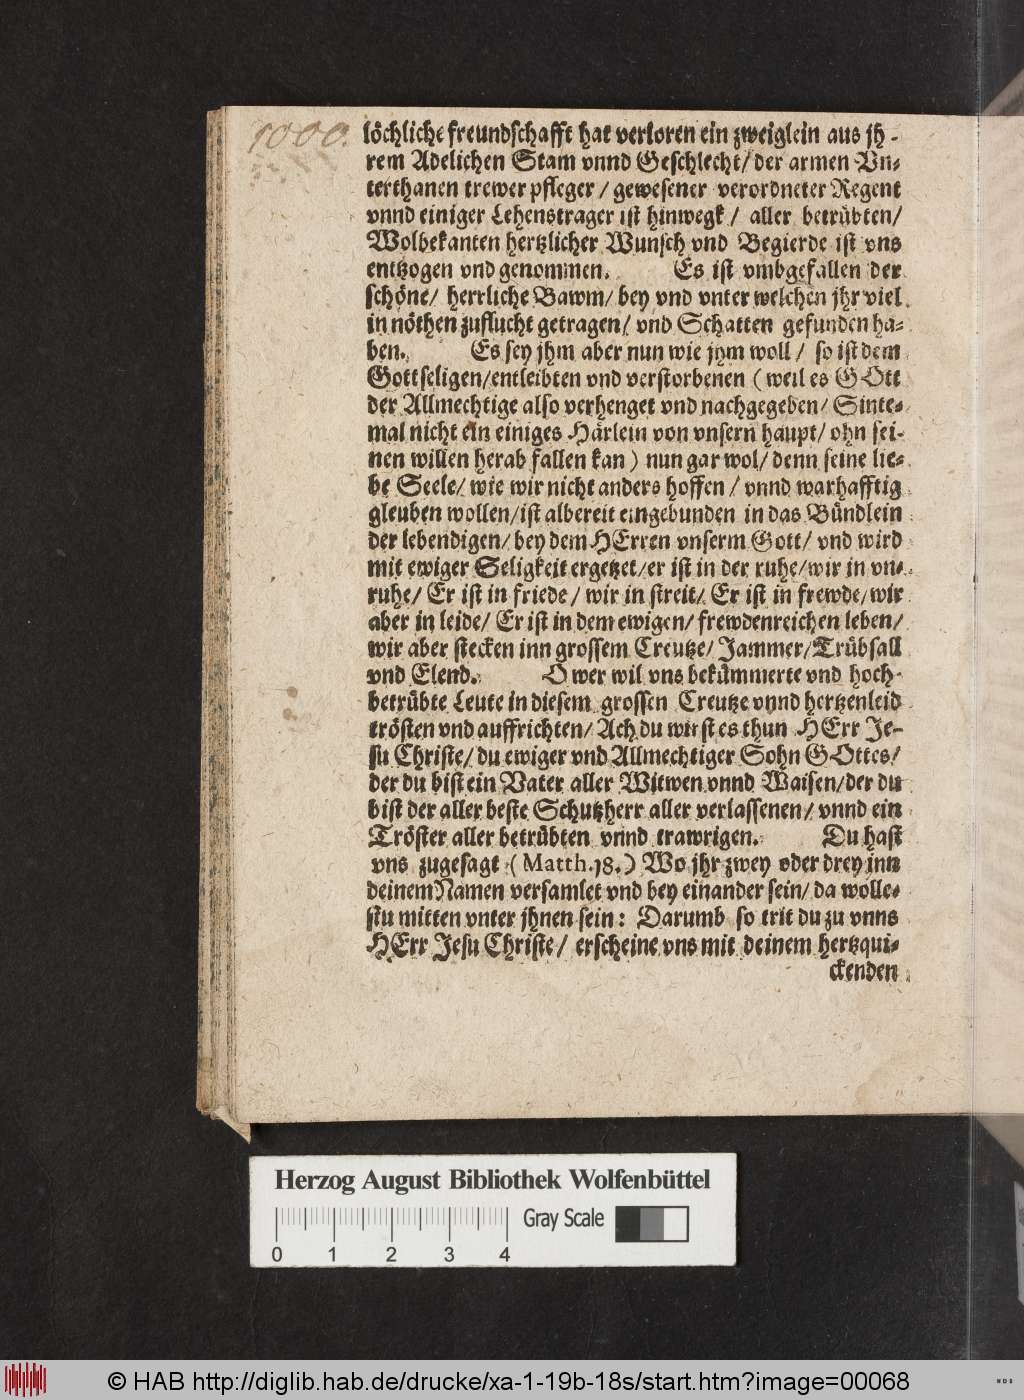 1000.
löchliche freundschafft hat verloren ein zweiglein aus jh-
rem Adelichen Stam vnnd Geschlecht/ der armen Vn-
terthanen trewer pfleger / gewesener verordneter Regent
vnnd einiger Lehenstrager ist hinwegk / aller betrübten/
Wolbekanten hertzlicher Wunsch vnd Begierde ist vns
entzogen vnd genommen. Es ist vmbgefallen der
schöne/ herrliche Bawm/ bey vnd vnter welchen jhr viel
in nöthen zuflucht getragen/ vnd Schatten gefunden ha-
ben. Es sey jhm aber nun wie jhm woll / so ist dem
Gottseligen/entleibten vnd verstorbenen ( weil es GOtt
der Allmechtige also verhenget vnd nachgegeben/ Sinte-
mal nicht ein einiges Härlein von vnsern haupt/ ohn sei-
nen willen herab fallen kan ) nun gar wol/ denn seine lie-
be Seele/ wie wir nicht anders hoffen / vnnd warhafftig
gleuben wollen/ist albereit eingebunden in das Bündlein
der lebendigen/ bey dem HErren vnserm Gott/ vnd wird
mit ewiger Seligkeit ergetzet/er ist in der ruhe/wir in vn-
ruhe/ Er ist in friede / wir in streit/ Er ist in frewde/wir
aber in leide/ Er ist in dem ewigen/ frewdenreichen leben/
wir aber stecken inn grossem Creutze/ Jammer/Trübsall
vnd Elend. O wer wil vns bekümmerte vnd hoch-
betrübte Leute in diesem grossen Creutze vnnd hertzenleid
trösten vnd auffrichten/ Ach du wirst es thun HErr Je-
su Christe/ du ewiger vnd Allmechtiger Sohn GOttes/
der du bist ein Vater aller Witwen vnnd Waisen/der du
bist der aller beste Schutzherr aller verlassenen/ vnnd ein
Tröster aller betrübten vnnd trawrigen. Du hast
vns zugesagt ( Matth.18. ) Wo jhr zwey oder drey inn
deinem Namen versamlet vnd bey einander sein/ da wolle-
stu mitten vnter jhnen sein : Darumb so trit du zu vnns
HErr Jesu Christe/ erscheine vns mit deinem hertzqui-
ckenden
Herzog August Bibliothek Wolfenbüttel
Gray Scale
0 1 2 3 4
© HAB http://diglib.hab.de/drucke/xa-1-19b-18s/start.htm?image=00068